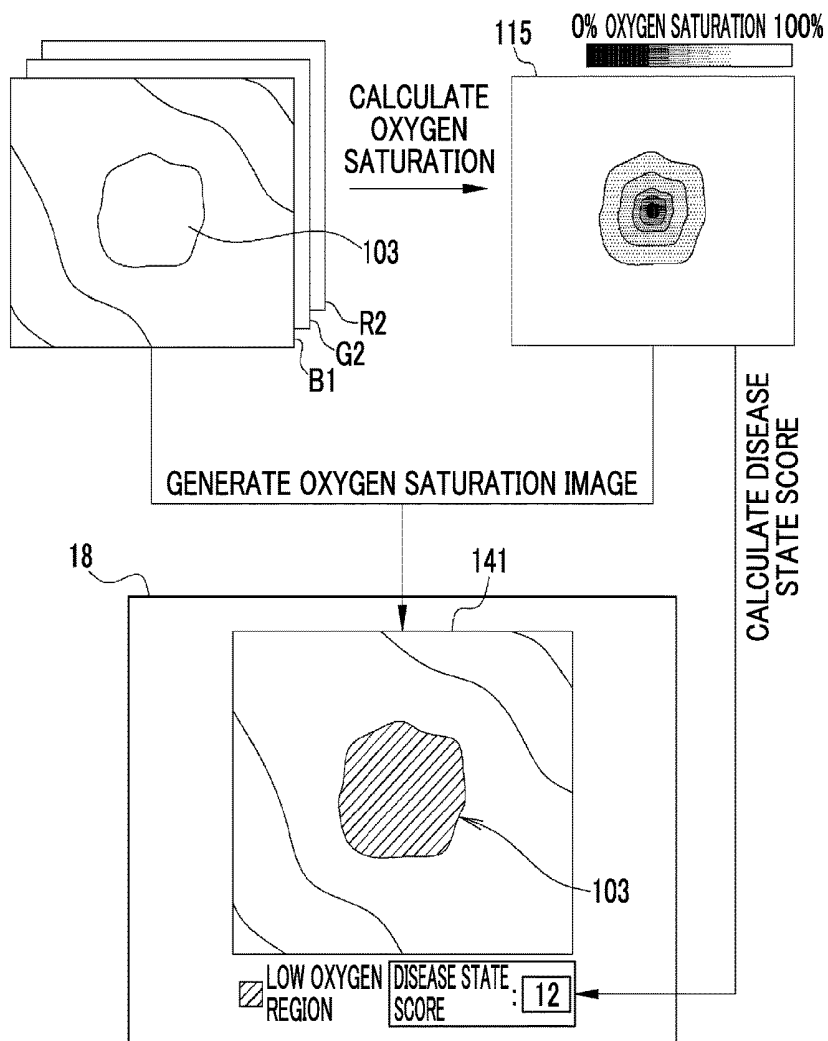 115
0% OXYGEN SATURATION 100%
CALCULATE
OXYGEN
SATURATION
103
R2
G2
B1
GENERATE OXYGEN SATURATION IMAGE
CALCULATE DISEASE
STATE SCORE
18
141
103
LOW OXYGEN
REGION
DISEASE STATE
SCORE : 12